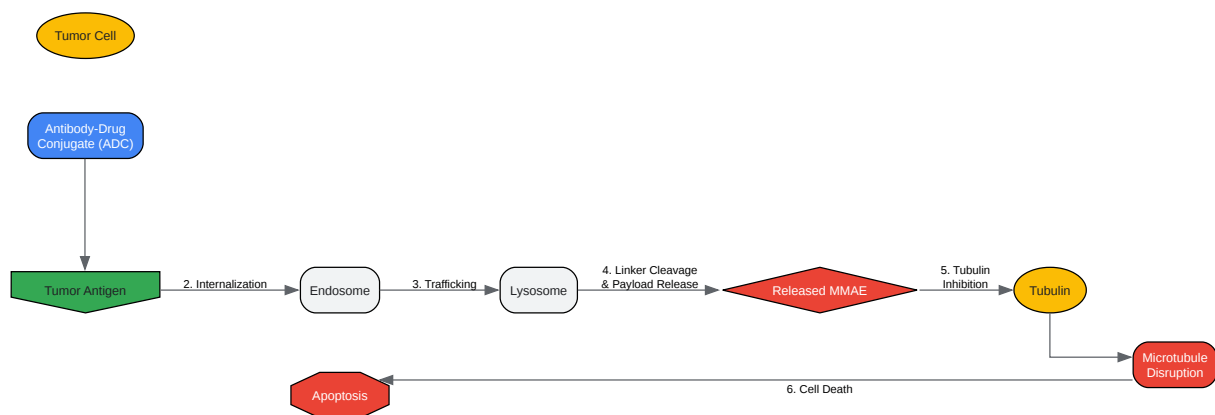 Tumor Cell
Antibody-Drug
Conjugate (ADC)
Tumor Antigen
2. Internalization
Endosome
3. Trafficking
Lysosome
4. Linker Cleavage
& Payload Release
Released MMAE
5. Tubulin
Inhibition
Tubulin
Microtubule
Disruption
6. Cell Death
Apoptosis